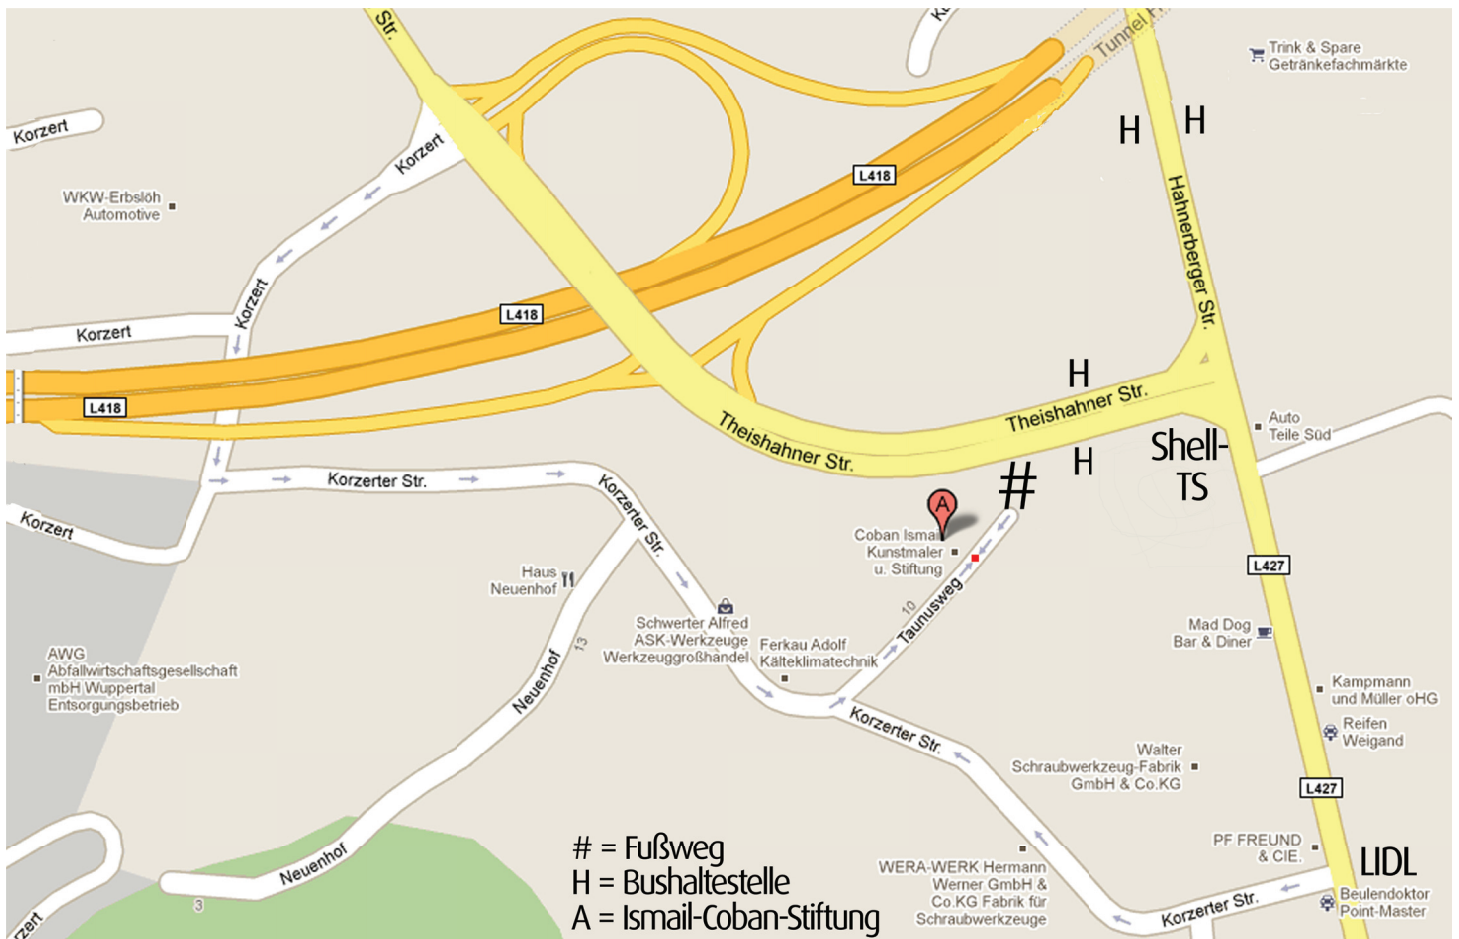 Str.
Tunnel
Trink & Spare
Getränkefachmärkte
Korzert
Korzert
H
H
L418
WKW-Erbslöh
Automotive
Hahnerberger Str.
Korzert
L418
Korzert
L418
H
Theishahner Str.
Theishahner Str.
H
Auto
Teile Süd
Shell-
TS
#
A
Korzerter Str.
Korzerter Str.
Korzert
Coban Ismail
Kunstmaler
u. Stiftung
L427
Haus
Neuenhof
10
Taunusweg
Schwerter Alfred
ASK-Werkzeuge
Werkzeuggroßhandel
Ferkau Adolf
Kälteklimatechnik
13
Neuenhof
Mad Dog
Bar & Diner
AWG
Abfallwirtschaftsgesellschaft
mbH Wuppertal
Entsorgungsbetrieb
Kampmann
und Müller oHG
Reifen
Weigand
Korzerter Str.
Walter
Schraubwerkzeug-Fabrik
GmbH & Co.KG
L427
PF FREUND
& CIE.
LIDL
Neuenhof
3
# = Fußweg
H = Bushaltestelle
A = Ismail-Coban-Stiftung
WERA-WERK Hermann
Werner GmbH &
Co.KG Fabrik für
Schraubwerkzeuge
Korzerter Str.
Beulendoktor
Point-Master
rzerter